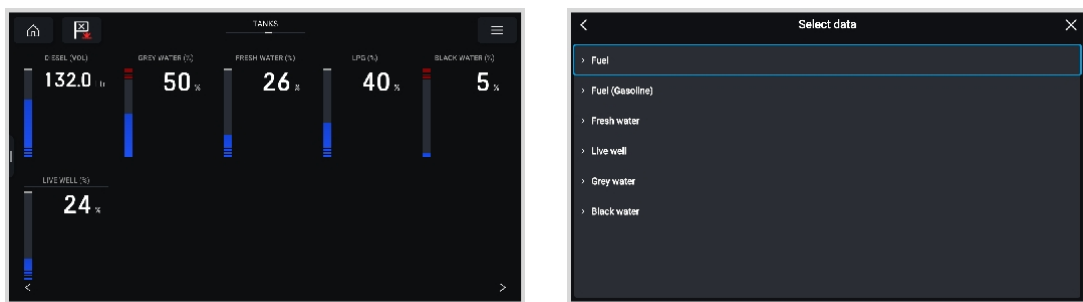 TANKS
DIESEL (VOL)
132.0
GREY WATER (%)
50 %
FRESH WATER (%)
26 %
LPG (%)
40 %
BLACK WATER (%)
5 %
LIVE WELL (%)
24 %
Select data
Fuel
Fuel (Gasoline)
Fresh water
Live well
Grey water
Black water